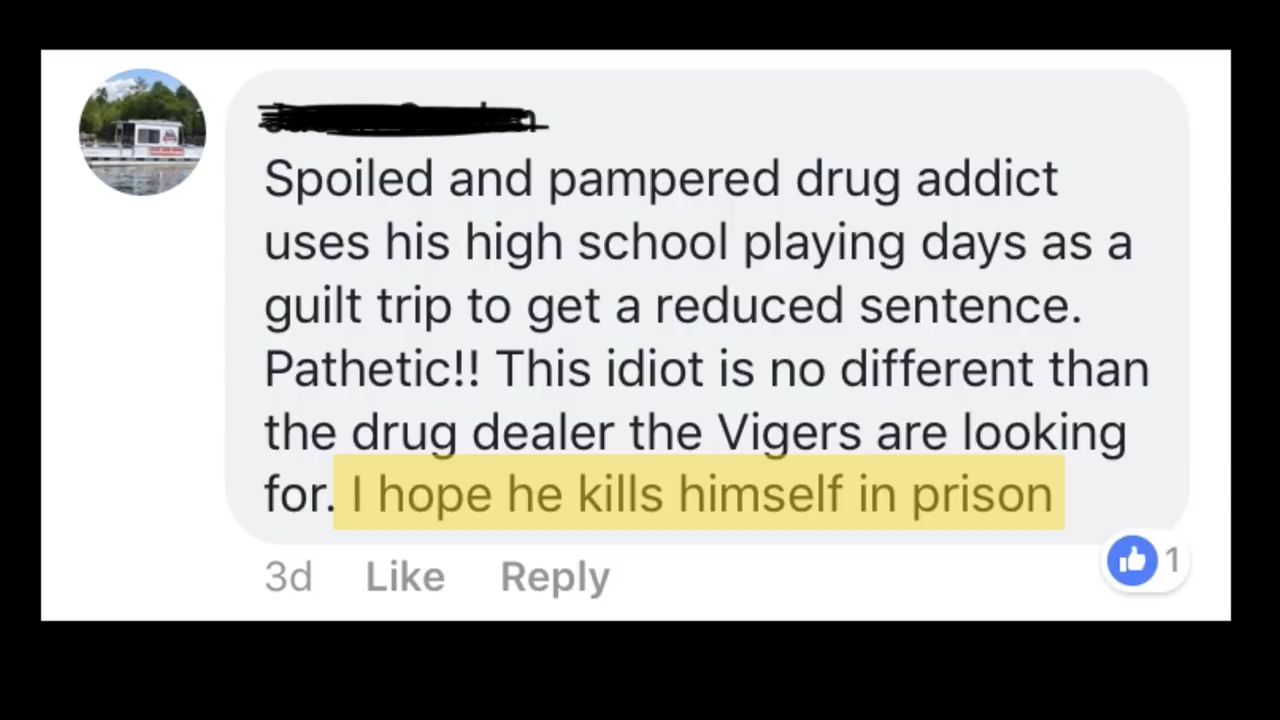 Spoiled and pampered drug addict
uses his high school playing days as a
guilt trip to get a reduced sentence.
Pathetic!! This idiot is no different than
the drug dealer the Vigers are looking
for. I hope he kills himself in prison
3d Like Reply 1